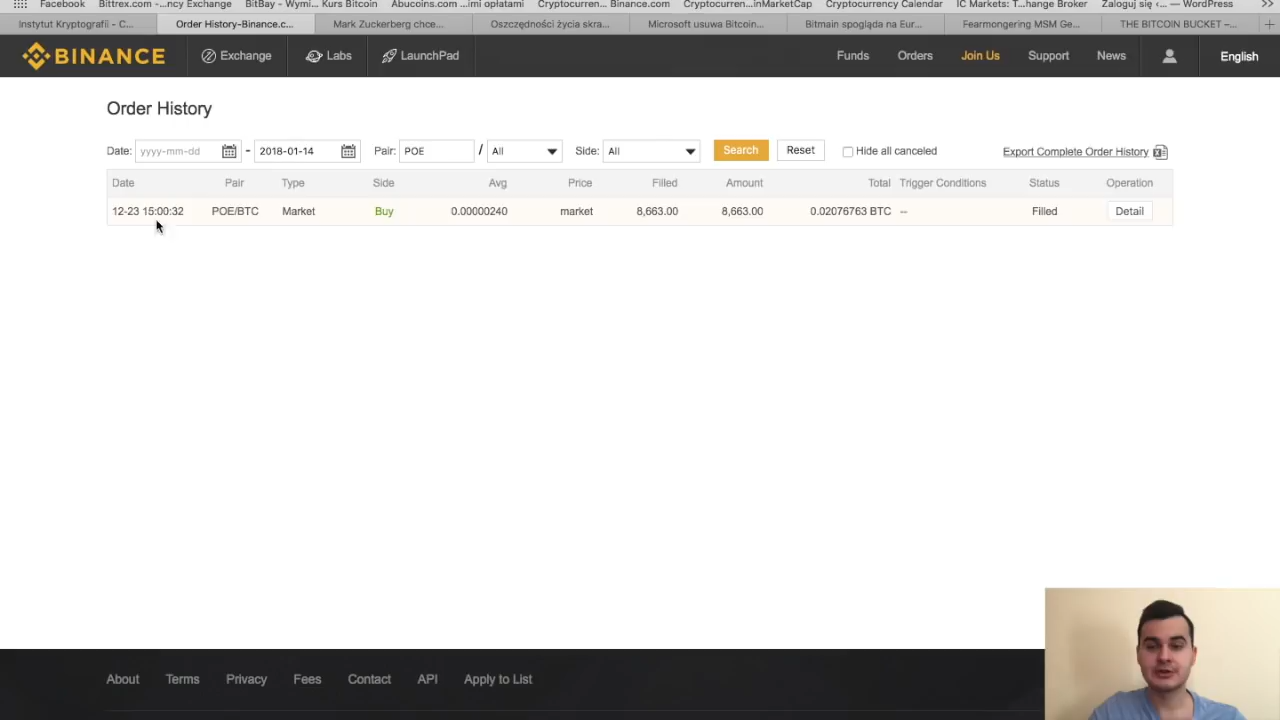 Facebook Bittrex.com -...ncy Exchange BitBay - Wymi... Kurs Bitcoin Abucoins.com ...imi opłatami Cryptocurren... Binance.com Cryptocurren...inMarketCap Cryptocurrency Calendar IC Markets: T...hange Broker Zaloguj się ‹... — WordPress
Instytut Kryptografii - C... Order History-Binance.c... Mark Zuckerberg chce... Oszczędności życia skra... Microsoft usuwa Bitcoin... Bitmain spogląda na Eur... Fearmongering MSM Ge... THE BITCOIN BUCKET –...
BINANCE Exchange Labs LaunchPad Funds Orders Join Us Support News English
Order History
Date: yyyy-mm-dd - 2018-01-14 Pair: POE / All Side: All Search Reset Hide all canceled Export Complete Order History
Date Pair Type Side Avg Price Filled Amount Total Trigger Conditions Status Operation
12-23 15:00:32 POE/BTC Market Buy 0.00000240 market 8,663.00 8,663.00 0.02076763 BTC -- Filled Detail
About Terms Privacy Fees Contact API Apply to List